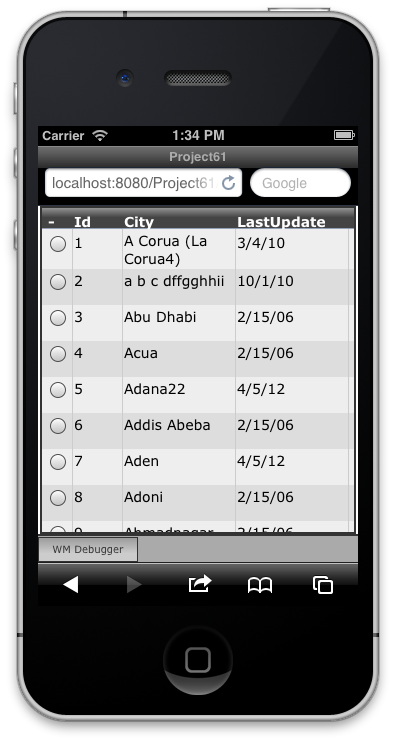 Carrier 1:34 PM
Project61
localhost:8080/Project61 Google
- Id City LastUpdate
1 A Corua (La Corua4) 3/4/10
2 a b c dffgghhii 10/1/10
3 Abu Dhabi 2/15/06
4 Acua 2/15/06
5 Adana22 4/5/12
6 Addis Abeba 2/15/06
7 Aden 4/5/12
8 Adoni 2/15/06
9 Ahmadnagar 2/15/06
WM Debugger